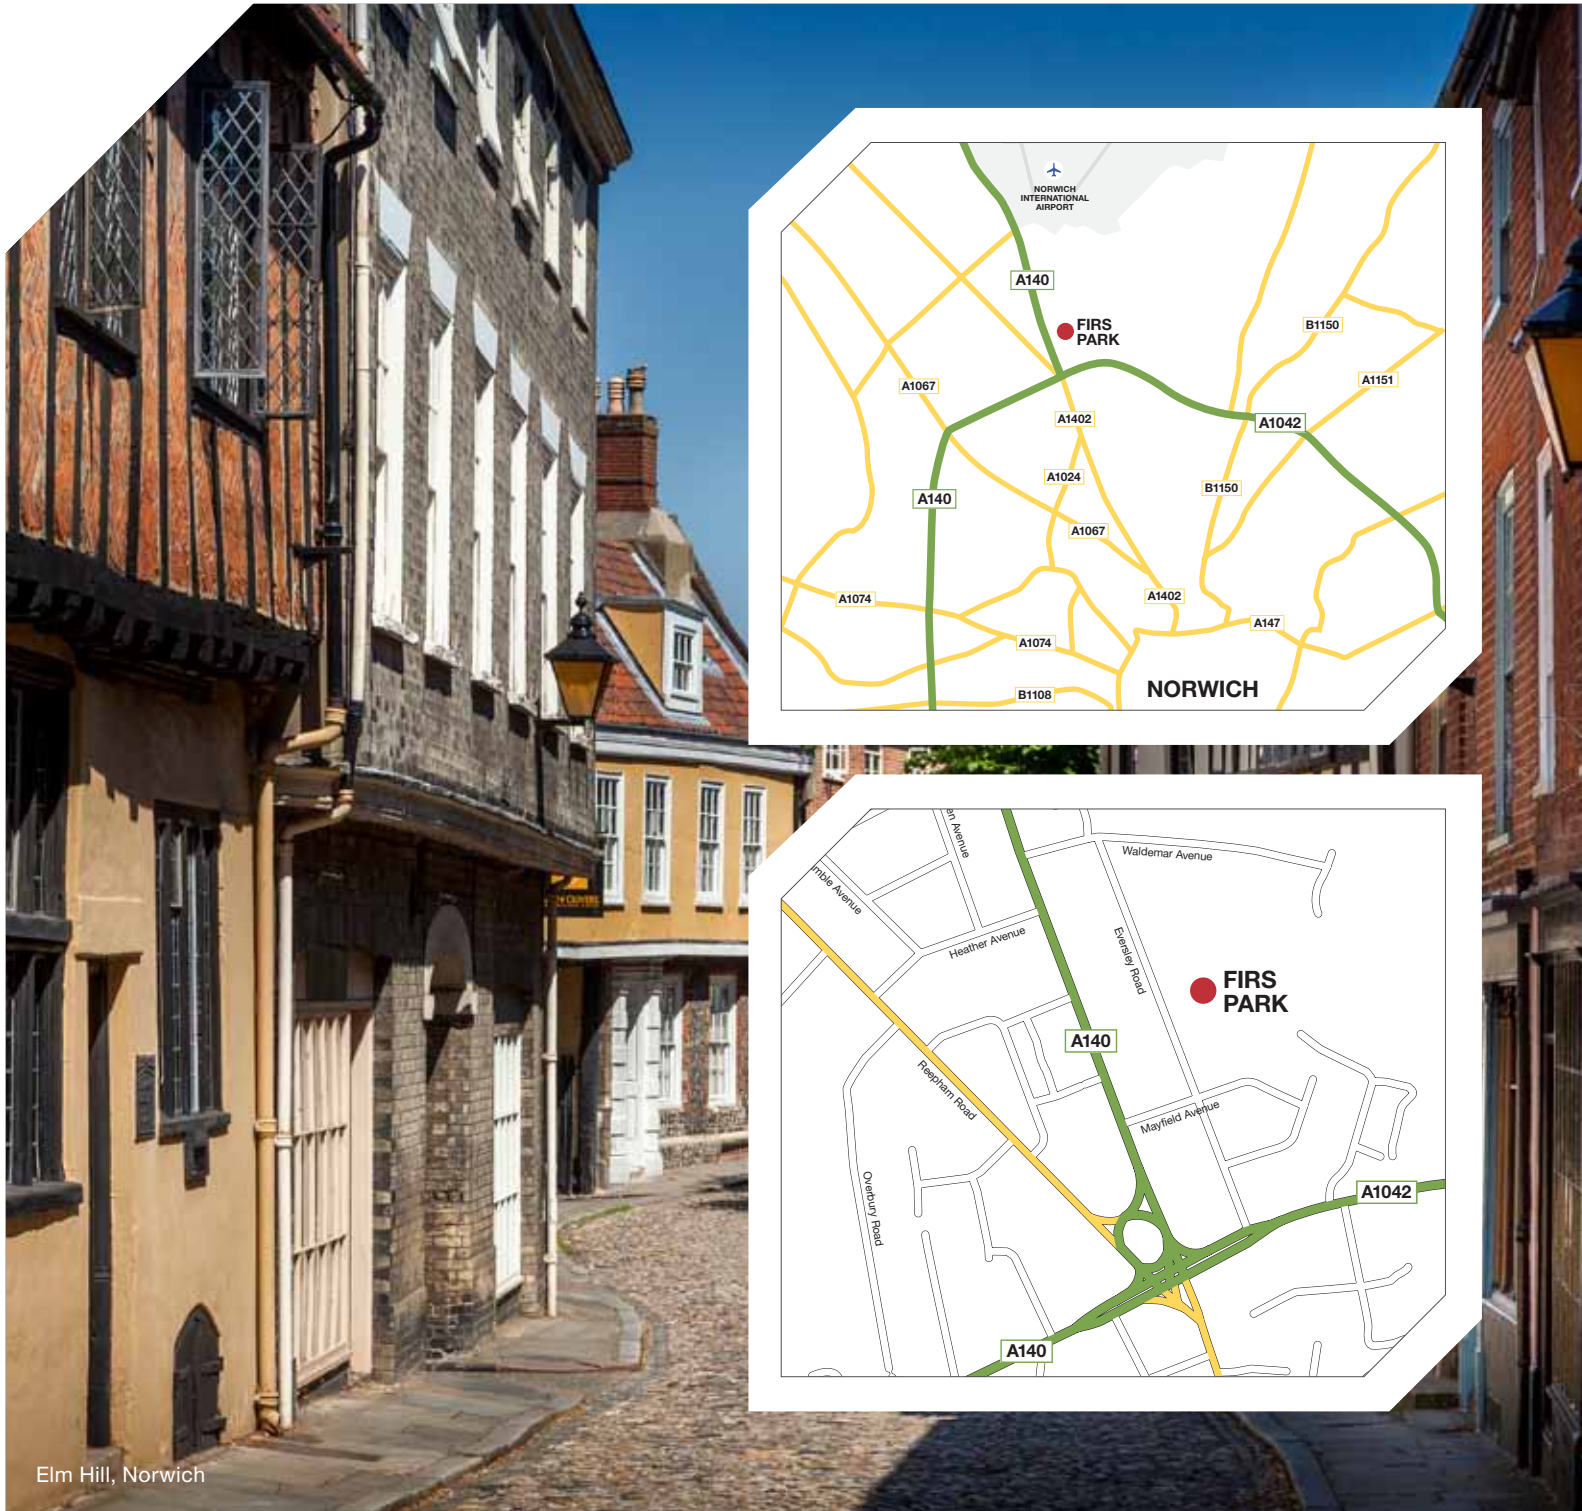 NORWICH
INTERNATIONAL
AIRPORT
A140
FIRS
PARK
B1150
A1067
A1151
A1402
A1042
A1024
B1150
A140
A1067
A1074
A1402
A147
A1074
B1108
NORWICH
Waldemar Avenue
Heather Avenue
Eversley Road
FIRS
PARK
A140
Reepham Road
Mayfield Avenue
Overbury Road
A1042
A140
Elm Hill, Norwich